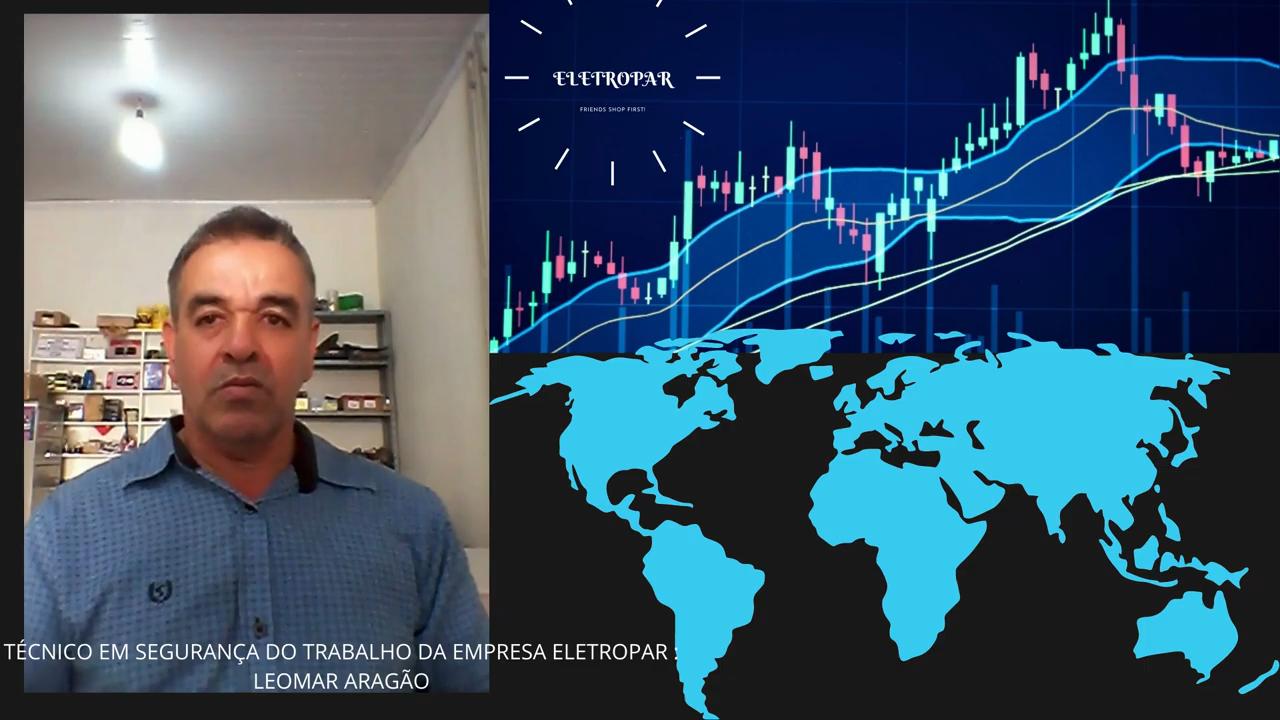 ELETROPAR
FRIENDS SHOP FIRST!
TÉCNICO EM SEGURANÇA DO TRABALHO DA EMPRESA ELETROPAR :
LEOMAR ARAGÃO